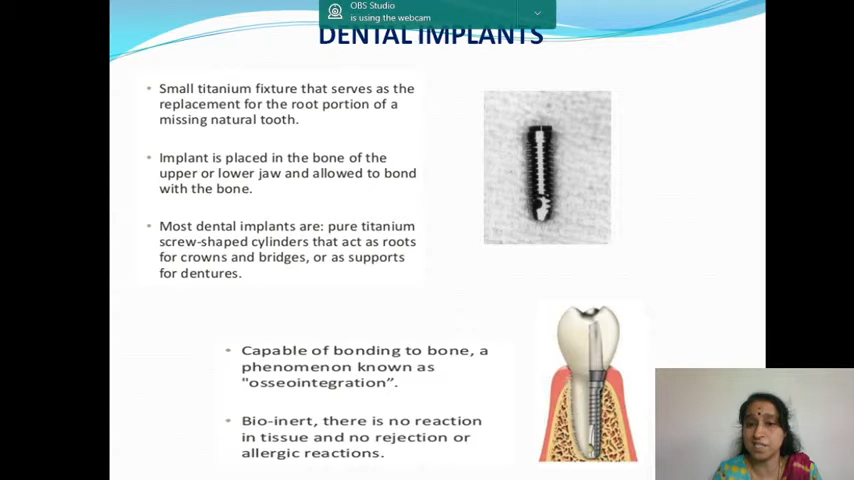 OBS Studio
is using the webcam
DENTAL IMPLANTS
• Small titanium fixture that serves as the
replacement for the root portion of a
missing natural tooth.
• Implant is placed in the bone of the
upper or lower jaw and allowed to bond
with the bone.
• Most dental implants are: pure titanium
screw-shaped cylinders that act as roots
for crowns and bridges, or as supports
for dentures.
• Capable of bonding to bone, a
phenomenon known as
"osseointegration”.
• Bio-inert, there is no reaction
in tissue and no rejection or
allergic reactions.